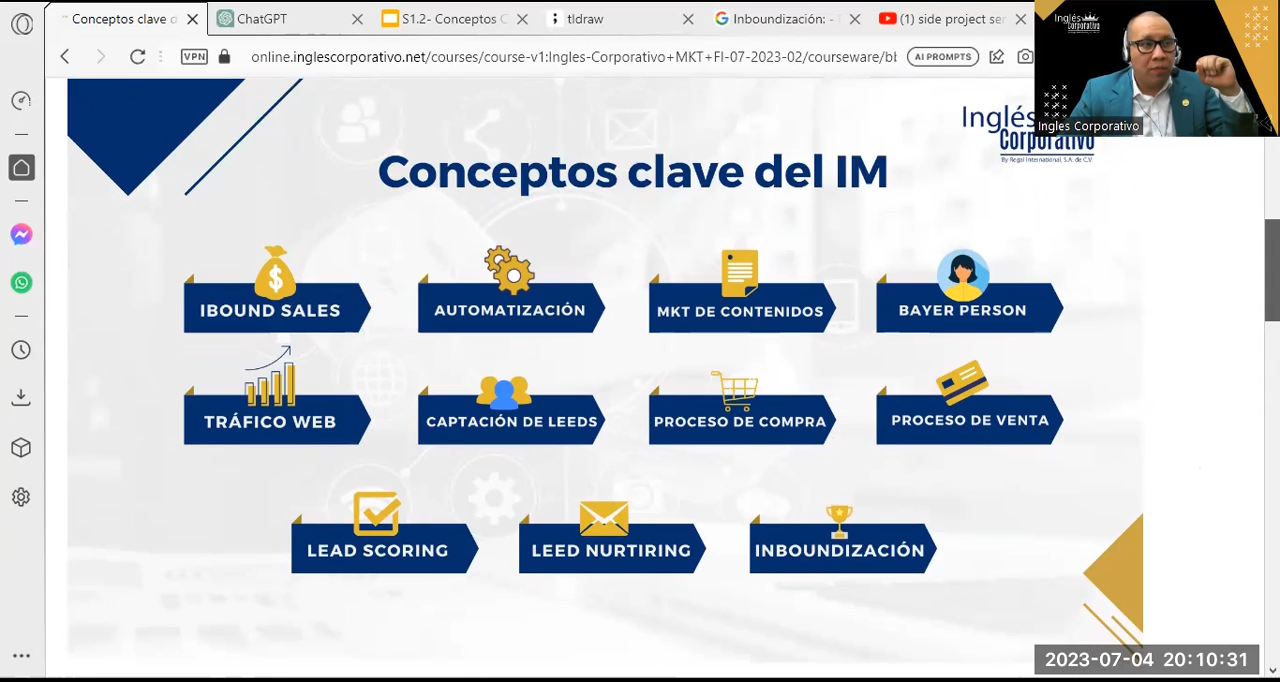 Conceptos clave d
ChatGPT
S1.2- Conceptos C
tldraw
Inboundización: -
(1) side project ser
VPN
online.inglescorporativo.net/courses/course-v1:Ingles-Corporativo+MKT+FI-07-2023-02/courseware/bb
AI PROMPTS
Inglés
Corporativo
Ingles Corporativo
Inglés
Corporativo
By Regal International, S.A. de C.V.
Conceptos clave del IM
IBOUND SALES
AUTOMATIZACIÓN
MKT DE CONTENIDOS
BAYER PERSON
TRÁFICO WEB
CAPTACIÓN DE LEEDS
PROCESO DE COMPRA
PROCESO DE VENTA
LEAD SCORING
LEED NURTIRING
INBOUNDIZACIÓN
2023-07-04 20:10:31